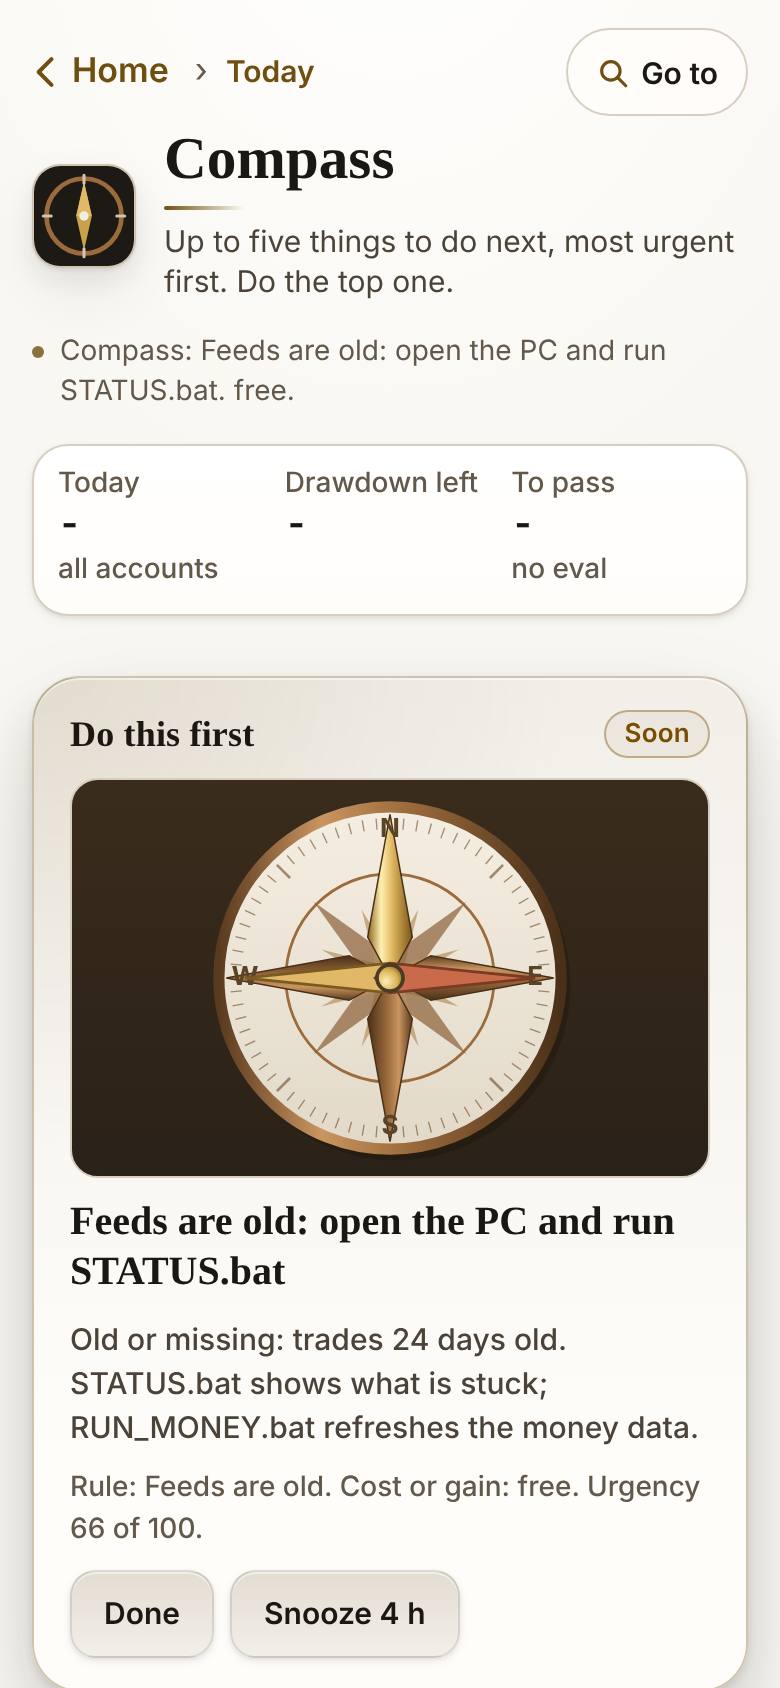 Home › Today
Go to
Compass
Up to five things to do next, most urgent
first. Do the top one.
Compass: Feeds are old: open the PC and run
STATUS.bat. free.
Today
-
all accounts
Drawdown left
-
To pass
-
no eval
Do this first
Soon
N
W
E
S
Feeds are old: open the PC and run
STATUS.bat
Old or missing: trades 24 days old.
STATUS.bat shows what is stuck;
RUN_MONEY.bat refreshes the money data.
Rule: Feeds are old. Cost or gain: free. Urgency
66 of 100.
Done
Snooze 4 h